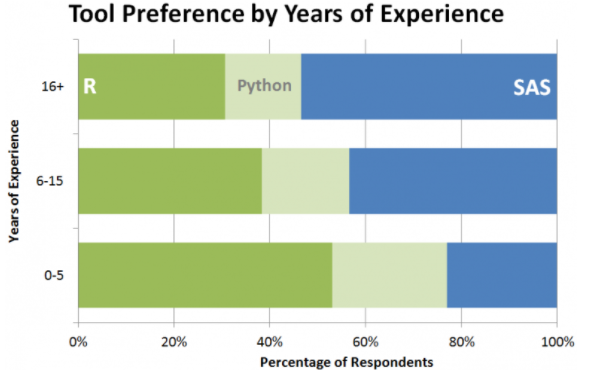 Tool Preference by Years of Experience
16+
R
Python
SAS
6-15
0-5
Years of Experience
0%
20%
40%
60%
80%
100%
Percentage of Respondents